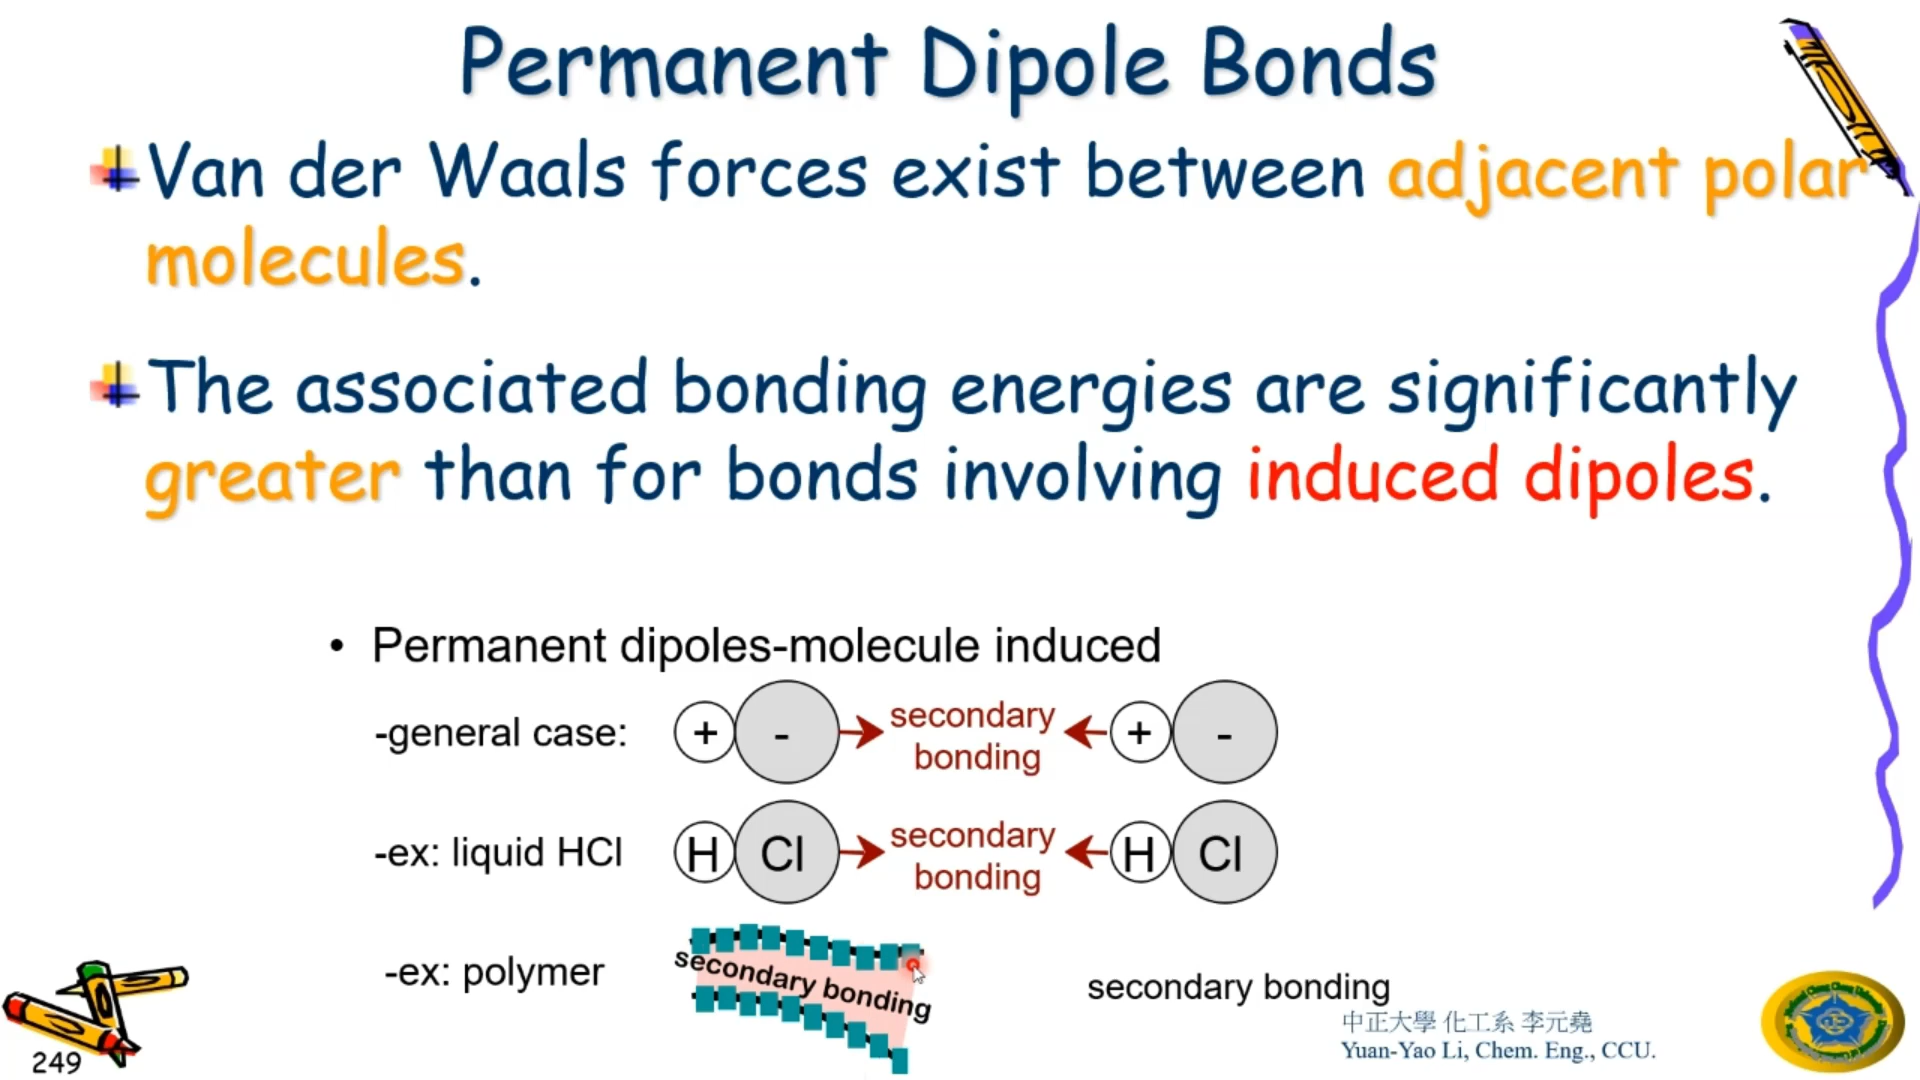 Permanent Dipole Bonds
Van der Waals forces exist between adjacent polar
molecules.
The associated bonding energies are significantly
greater than for bonds involving induced dipoles.
• Permanent dipoles-molecule induced
-general case: + - secondary bonding + -
-ex: liquid HCl H Cl secondary bonding H Cl
-ex: polymer secondary bonding secondary bonding
中正大學 化工系 李元堯
Yuan-Yao Li, Chem. Eng., CCU.
249